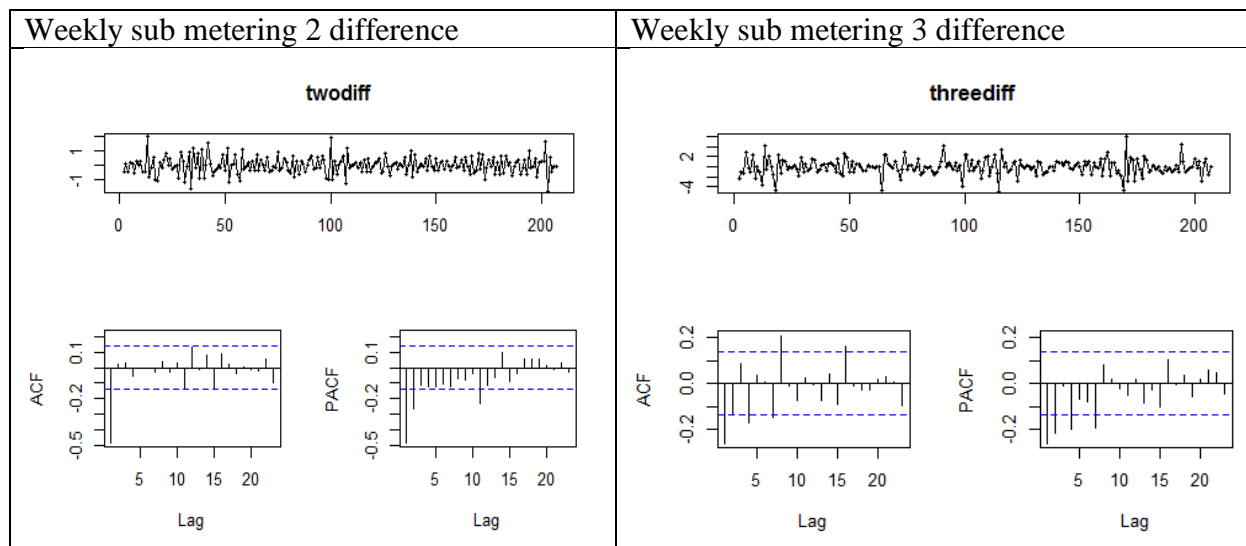 Weekly sub metering 2 difference
Weekly sub metering 3 difference
twodiff
1
-1
0 50 100 150 200
ACF
0.1
-0.2
-0.5
5 10 15 20
Lag
PACF
0.1
-0.2
-0.5
5 10 15 20
Lag
threediff
2
-4
0 50 100 150 200
ACF
0.2
0.0
-0.2
5 10 15 20
Lag
PACF
0.2
0.0
-0.2
5 10 15 20
Lag